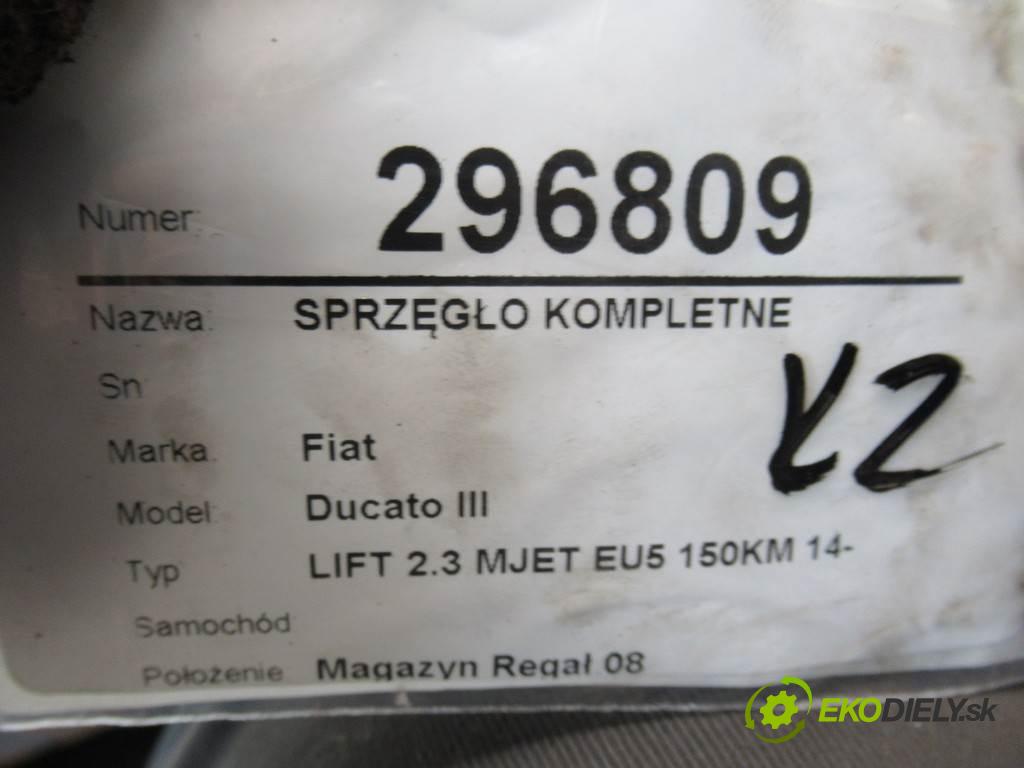 Numer: 296809
Nazwa: SPRZĘGŁO KOMPLETNE
Sn
Marka: Fiat
Model: Ducato III
Typ LIFT 2.3 MJET EU5 150KM 14-
Samochód
Położenie Magazyn Regał 08
EKODIELY.sk